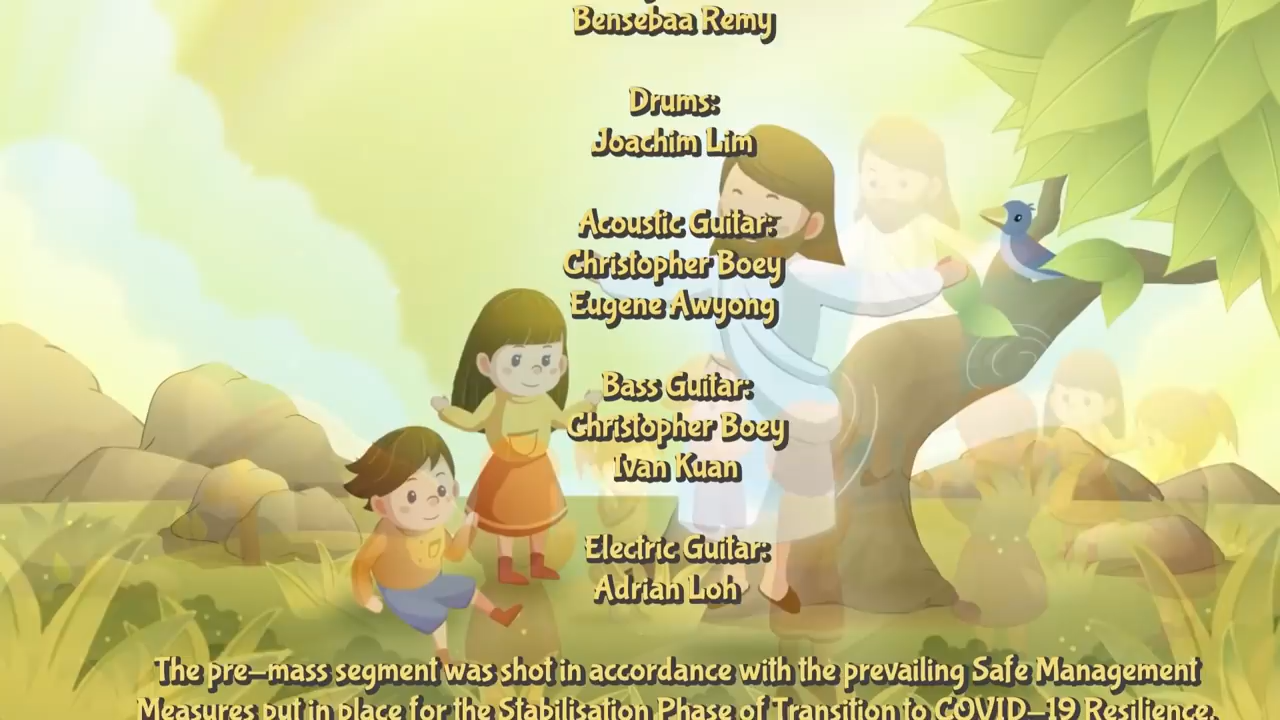 Bensebaa Remy
Drums:
Joachim Lim
Acoustic Guitar:
Christopher Boey
Eugene Awyong
Bass Guitar:
Christopher Boey
Ivan Kuan
Electric Guitar:
Adrian Loh
The pre-mass segment was shot in accordance with the prevailing Safe Management
Measures put in place for the Stabilisation Phase of Transition to COVID-19 Resilience.